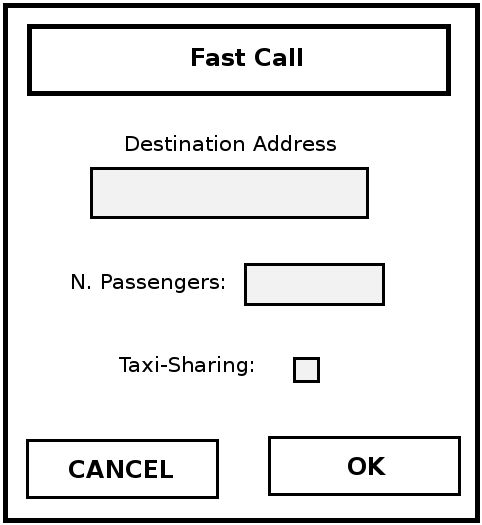 Fast Call
Destination Address
N. Passengers:
Taxi-Sharing:
CANCEL
OK